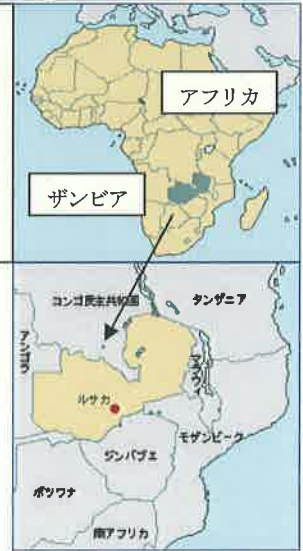 アフリカ
ザンビア
コンゴ民主共和国
タンザニア
アンゴラ
マラウイ
ルサカ
モザンビーク
ジンバブエ
ボツワナ
南アフリカ